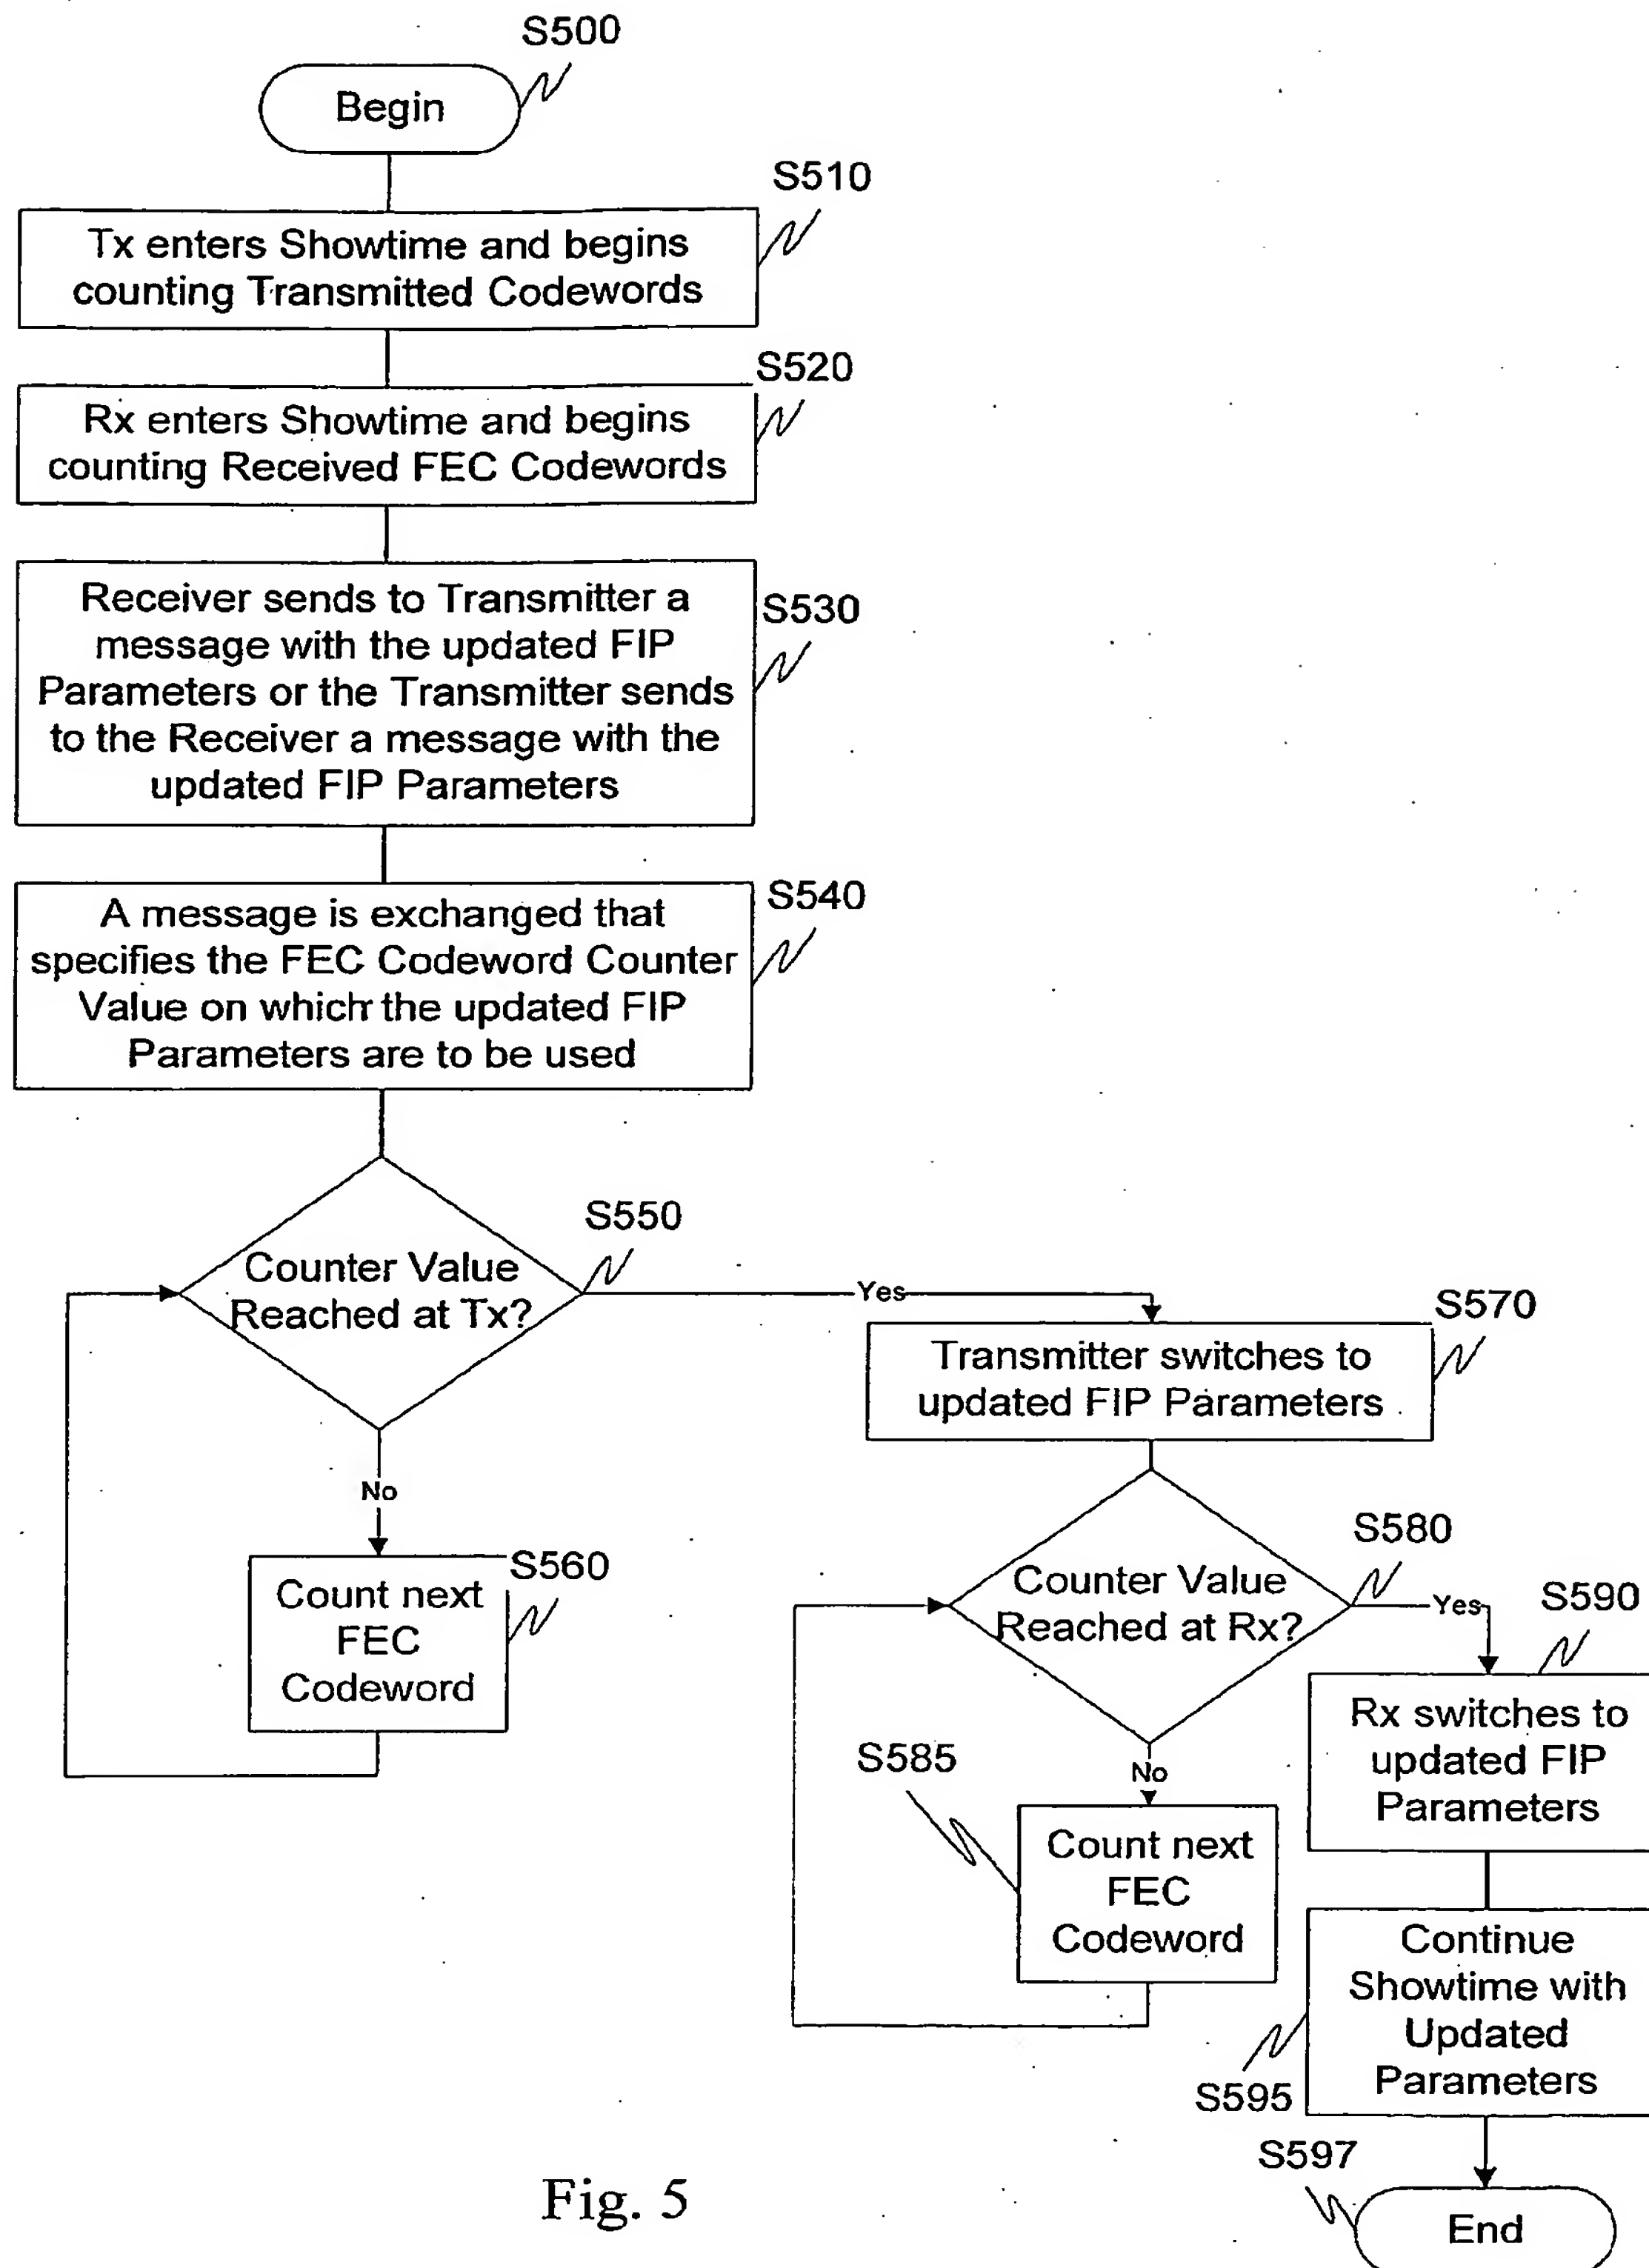 S500
Begin
S510
Tx enters Showtime and begins
counting Transmitted Codewords
S520
Rx enters Showtime and begins
counting Received FEC Codewords
S530
Receiver sends to Transmitter a
message with the updated FIP
Parameters or the Transmitter sends
to the Receiver a message with the
updated FIP Parameters
S540
A message is exchanged that
specifies the FEC Codeword Counter
Value on which the updated FIP
Parameters are to be used
S550
Counter Value
Reached at Tx?
Yes
No
S560
Count next
FEC
Codeword
S570
Transmitter switches to
updated FIP Parameters
S580
Counter Value
Reached at Rx?
Yes
No
S585
Count next
FEC
Codeword
S590
Rx switches to
updated FIP
Parameters
Continue
Showtime with
Updated
Parameters
S595
S597
End
Fig. 5